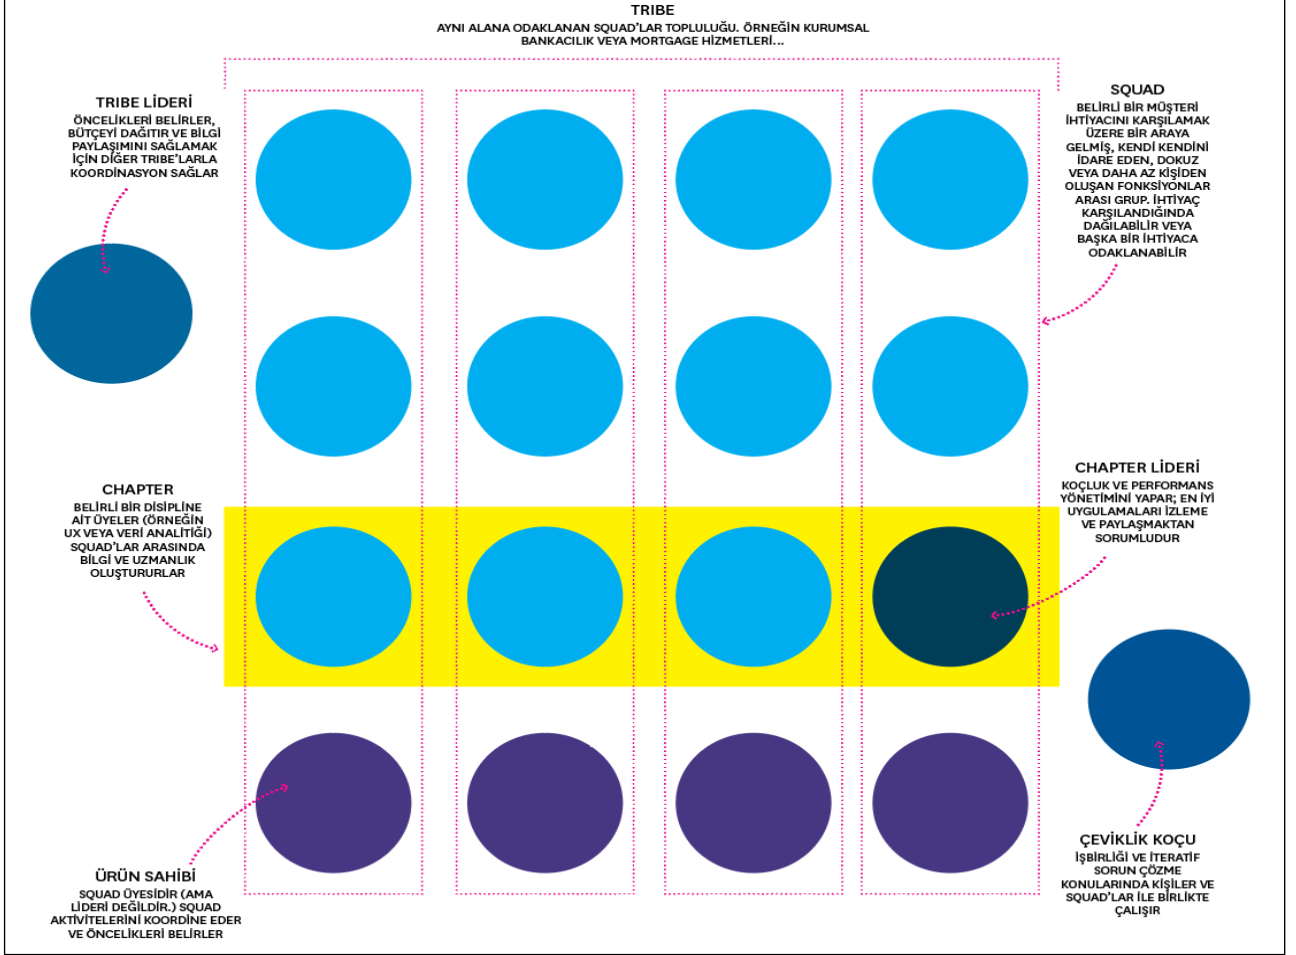 TRIBE
AYNI ALANA ODAKLANAN SQUAD'LAR TOPLULUĞU. ÖRNEĞİN KURUMSAL
BANKACILIK VEYA MORTGAGE HİZMETLERİ...
TRIBE LİDERİ
ÖNCELİKLERİ BELİRLER,
BÜTÇEYİ DAĞITIR VE BİLGİ
PAYLAŞIMINI SAĞLAMAK
İÇİN DİĞER TRIBE'LARLA
KOORDİNASYON SAĞLAR
SQUAD
BELİRLİ BİR MÜŞTERİ
İHTİYACINI KARŞILAMAK
ÜZERE BİR ARAYA
GELMİŞ, KENDİ KENDİNİ
İDARE EDEN, DOKUZ
VEYA DAHA AZ KİŞİDEN
OLUŞAN FONKSİYONLAR
ARASI GRUP. İHTİYAÇ
KARŞILANDIĞINDA
DAĞILABİLİR VEYA
BAŞKA BİR İHTİYACA
ODAKLANABİLİR
CHAPTER
BELİRLİ BİR DİSİPLİNE
AİT ÜYELER (ÖRNEĞİN
UX VEYA VERİ ANALİTİĞİ)
SQUAD'LAR ARASINDA
BİLGİ VE UZMANLIK
OLUŞTURURLAR
CHAPTER LİDERİ
KOÇLUK VE PERFORMANS
YÖNETİMİNİ YAPAR; EN İYİ
UYGULAMALARI İZLEME
VE PAYLAŞMAKTAN
SORUMLUDUR
ÜRÜN SAHİBİ
SQUAD ÜYESİDİR (AMA
LİDERİ DEĞİLDİR.) SQUAD
AKTİVİTELERİNİ KOORDİNE EDER
VE ÖNCELİKLERİ BELİRLER
ÇEVİKLİK KOÇU
İŞBİRLİĞİ VE İTERATİF
SORUN ÇÖZME
KONULARINDA KİŞİLER VE
SQUAD'LAR İLE BİRLİKTE
ÇALIŞIR